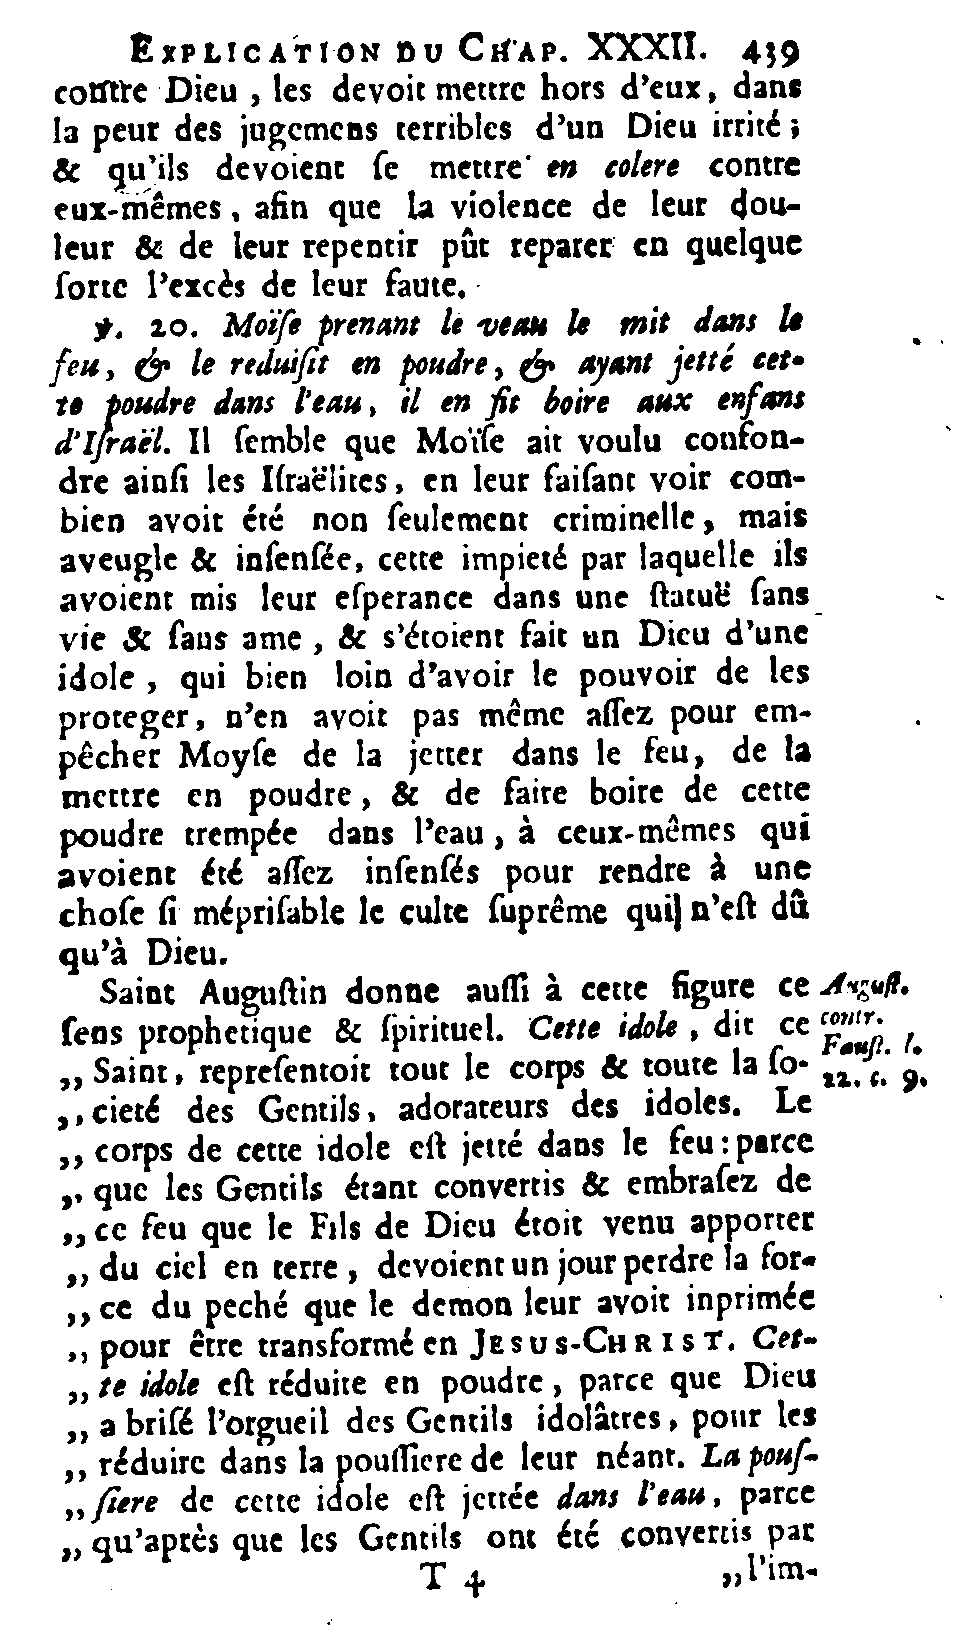 EXPLICATION DU CHAP. XXXII. 439
contre Dieu , les devoit mettre hors d'eux, dans
la peur des jugemens terribles d'un Dieu irrité ;
& qu'ils devoient ſe mettre en colere contre
eux-mêmes, afin que la violence de leur dou-
leur & de leur repentir pût reparer en quelque
ſorte l'excès de leur faute.
℣. 20. Moïſe prenant le veau le mit dans le
feu, & le reduiſit en poudre, & ayant jetté cet-
te poudre dans l'eau, il en fit boire aux enfans
d'Iſraël. Il ſemble que Moïſe ait voulu confon-
dre ainſi les Iſraëlites, en leur faiſant voir com-
bien avoit été non ſeulement criminelle, mais
aveugle & inſenſée, cette impieté par laquelle ils
avoient mis leur eſperance dans une ſtatuë ſans
vie & ſans ame , & s'étoient fait un Dieu d'une
idole , qui bien loin d'avoir le pouvoir de les
proteger, n'en avoit pas même aſſez pour em-
pêcher Moyſe de la jetter dans le feu, de la
mettre en poudre, & de faire boire de cette
poudre trempée dans l'eau, à ceux-mêmes qui
avoient été aſſez inſenſés pour rendre à une
choſe ſi mépriſable le culte ſuprême qui n'eſt dû
qu'à Dieu.
Saint Auguſtin donne auſſi à cette figure ce
ſens prophetique & ſpirituel. Cette idole, dit ce
„ Saint, repreſentoit tout le corps & toute la ſo-
„ cieté des Gentils, adorateurs des idoles. Le
„ corps de cette idole eſt jetté dans le feu : parce
„ que les Gentils étant convertis & embraſez de
„ ce feu que le Fils de Dieu étoit venu apporter
„ du ciel en terre, devoient un jour perdre la for-
„ ce du peché que le demon leur avoit inprimée
„ pour être transformé en JESUS-CHRIST. Cet-
„ te idole eſt réduite en poudre, parce que Dieu
„ a briſé l'orgueil des Gentils idolâtres, pour les
„ réduire dans la pouſſiere de leur néant. La pouſ-
„ ſiere de cette idole eſt jettée dans l'eau, parce
„ qu'après que les Gentils ont été convertis par
T 4 „ l'im-
Auguſt.
contr.
Fauſt. l.
22. c. 9.